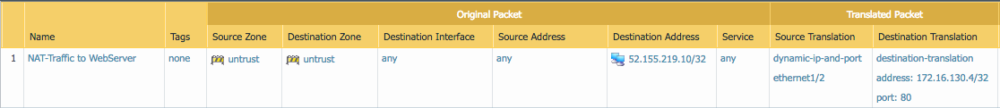 Original Packet Translated Packet
Name Tags Source Zone Destination Zone Destination Interface Source Address Destination Address Service Source Translation Destination Translation
1 NAT-Traffic to WebServer none untrust untrust any any 52.155.219.10/32 any dynamic-ip-and-port destination-translation
ethernet1/2 address: 172.16.130.4/32
port: 80